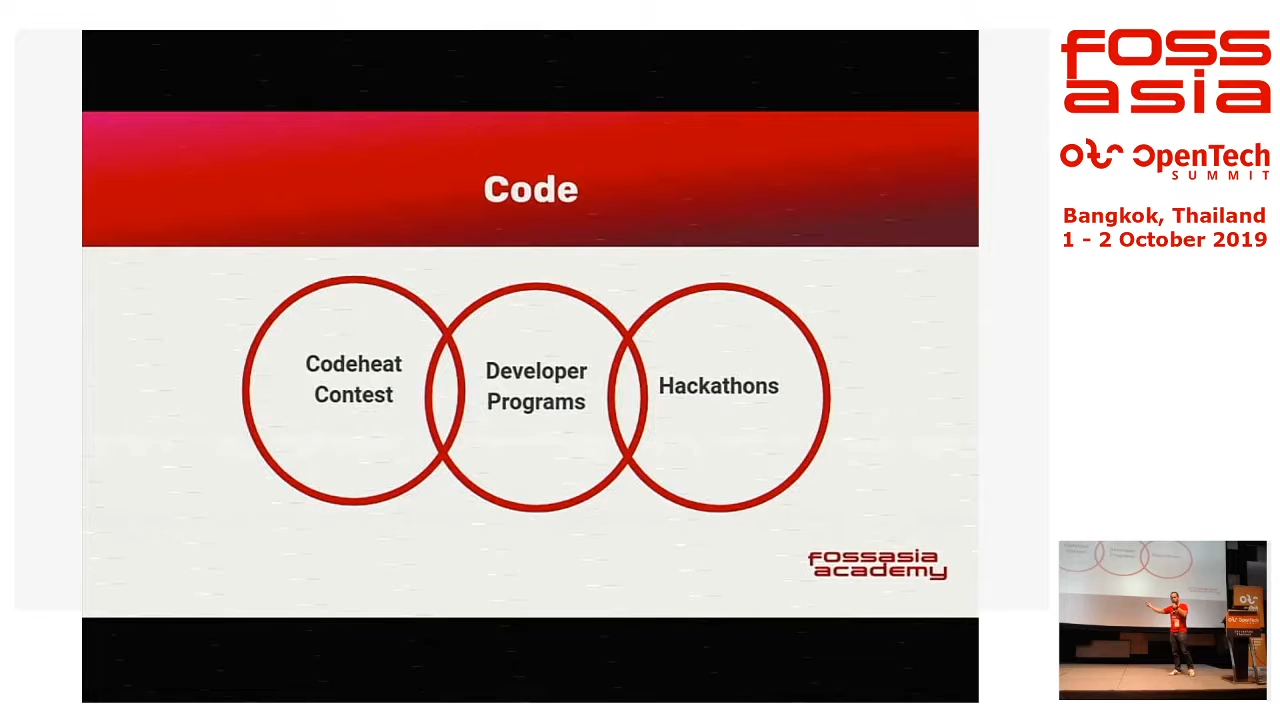 Code
Codeheat
Contest
Developer
Programs
Hackathons
fossasia
academy
foss
asia
OpenTech
SUMMIT
Bangkok, Thailand
1 - 2 October 2019